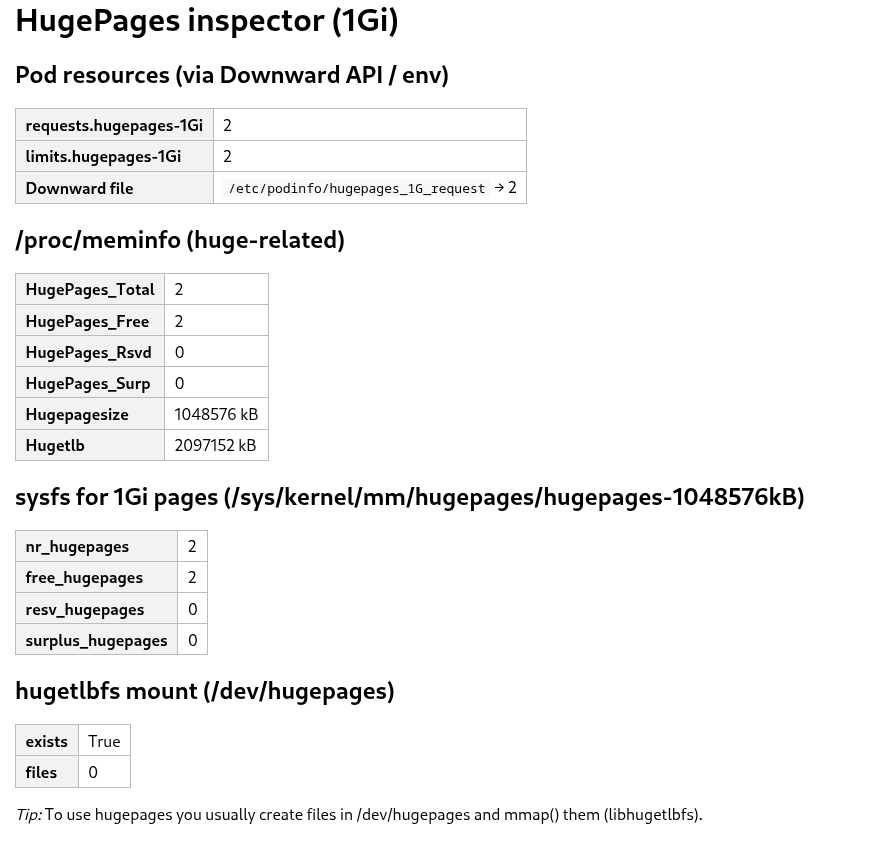 HugePages inspector (1Gi)
Pod resources (via Downward API / env)
requests.hugepages-1Gi 2
limits.hugepages-1Gi 2
Downward file /etc/podinfo/hugepages_1G_request → 2
/proc/meminfo (huge-related)
HugePages_Total 2
HugePages_Free 2
HugePages_Rsvd 0
HugePages_Surp 0
Hugepagesize 1048576 kB
Hugetlb 2097152 kB
sysfs for 1Gi pages (/sys/kernel/mm/hugepages/hugepages-1048576kB)
nr_hugepages 2
free_hugepages 2
resv_hugepages 0
surplus_hugepages 0
hugetlbfs mount (/dev/hugepages)
exists True
files 0
Tip: To use hugepages you usually create files in /dev/hugepages and mmap() them (libhugetlbfs).